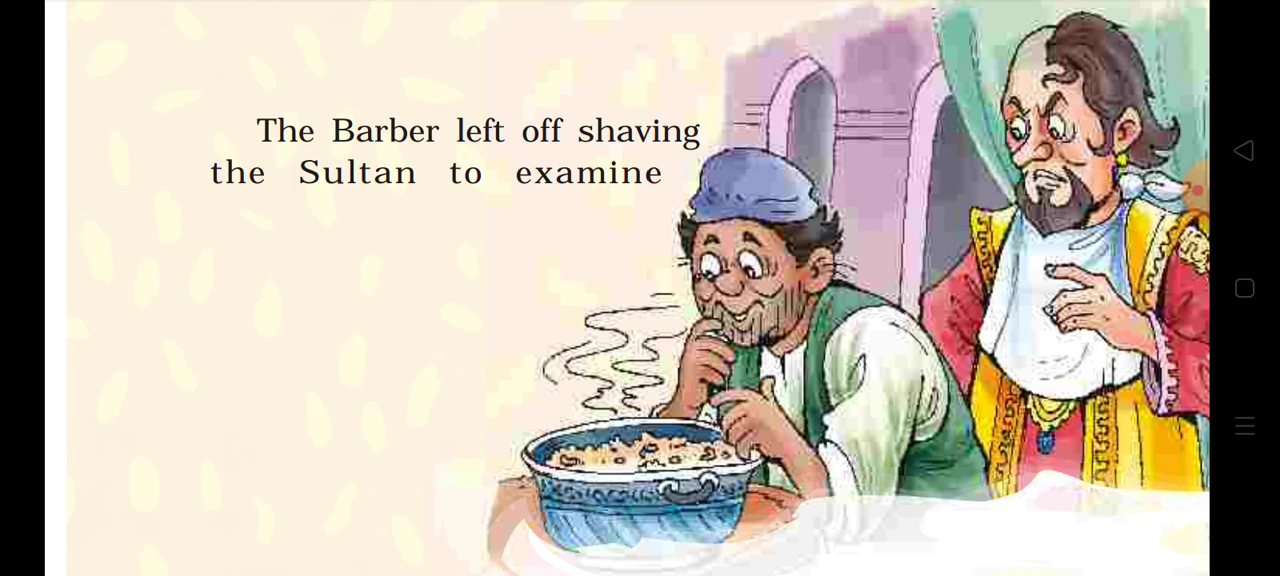 The Barber left off shaving
the Sultan to examine